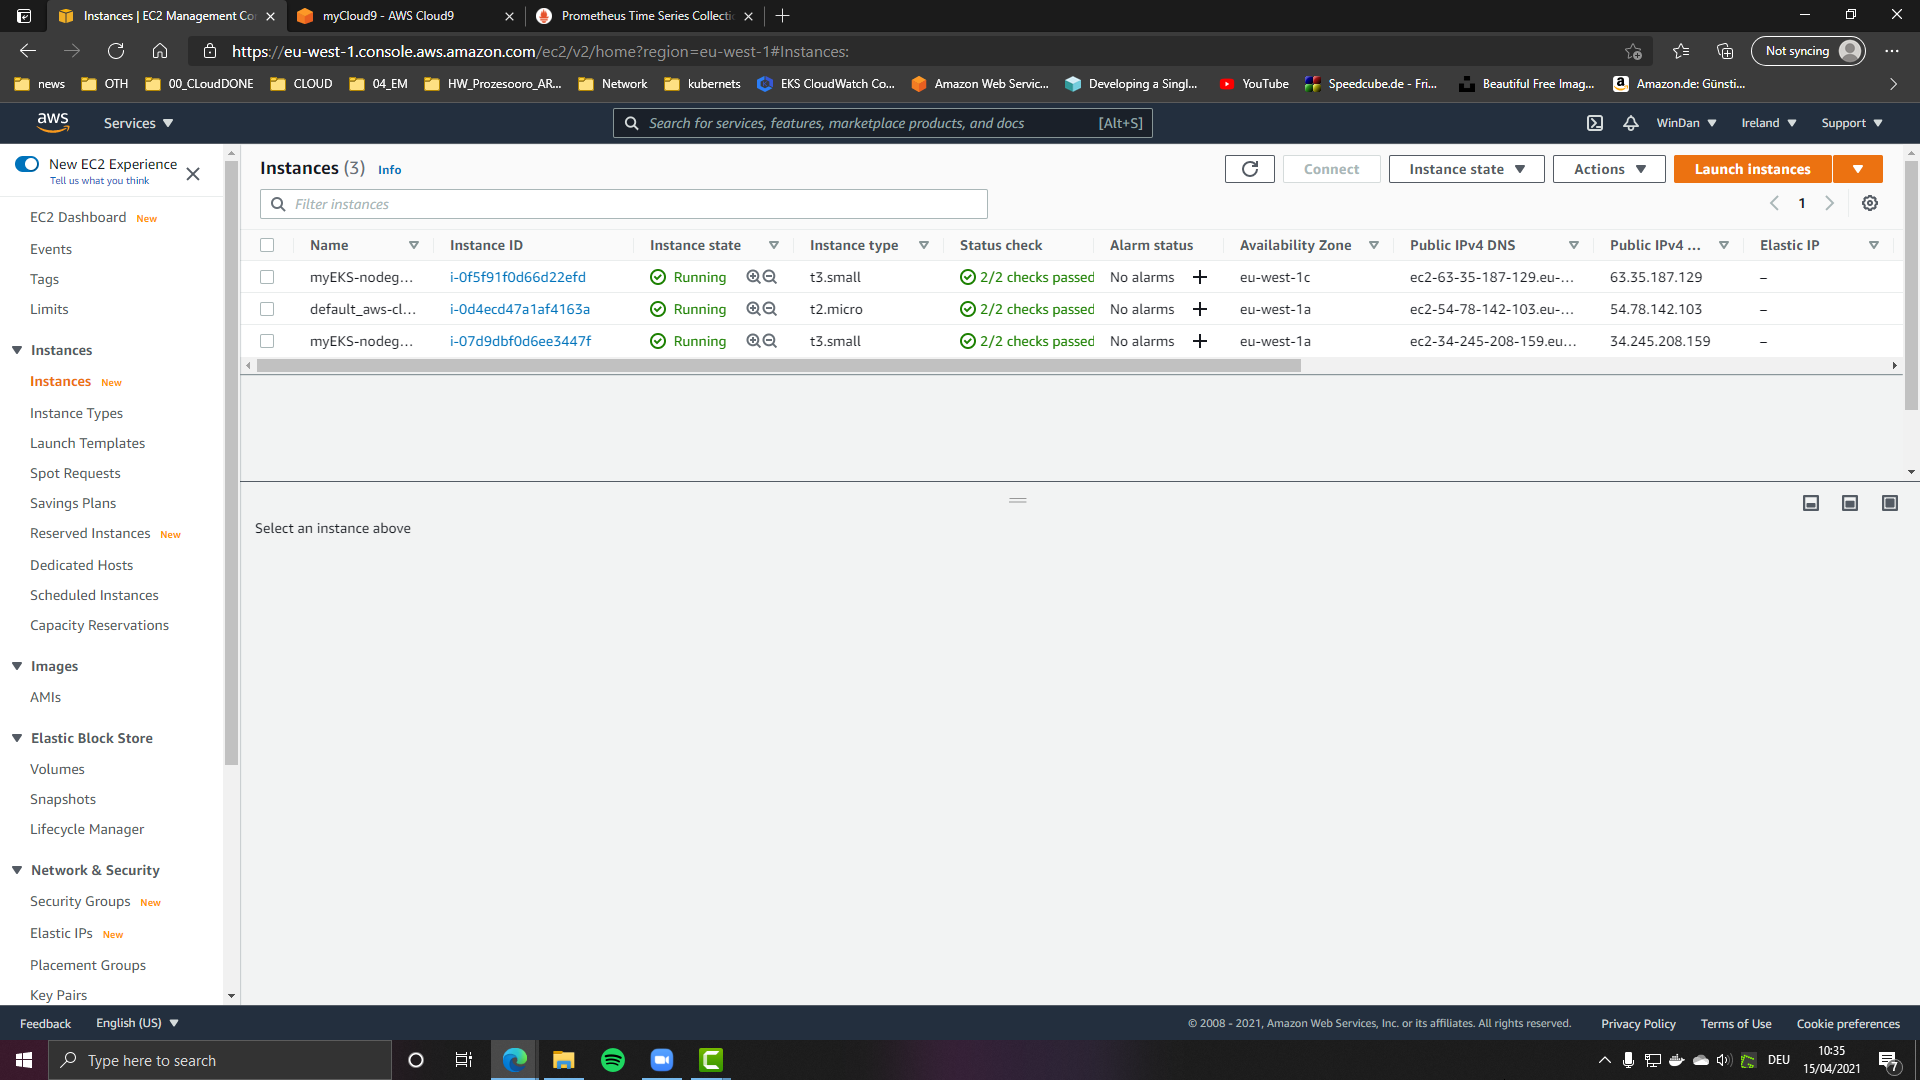 Instances | EC2 Management Co
myCloud9 - AWS Cloud9
Prometheus Time Series Collecti
https://eu-west-1.console.aws.amazon.com/ec2/v2/home?region=eu-west-1#Instances:
Not syncing
news
OTH
00_CLouDDONE
CLOUD
04_EM
HW_Prozesooro_AR...
Network
kubernets
EKS CloudWatch Co...
Amazon Web Servic...
Developing a Singl...
YouTube
Speedcube.de - Fri...
Beautiful Free Imag...
Amazon.de: Günsti...
aws
Services
Search for services, features, marketplace products, and docs
[Alt+S]
WinDan
Ireland
Support
New EC2 Experience
Tell us what you think
EC2 Dashboard New
Events
Tags
Limits
Instances
Instances New
Instance Types
Launch Templates
Spot Requests
Savings Plans
Reserved Instances New
Dedicated Hosts
Scheduled Instances
Capacity Reservations
Images
AMIs
Elastic Block Store
Volumes
Snapshots
Lifecycle Manager
Network & Security
Security Groups New
Elastic IPs New
Placement Groups
Key Pairs
Instances (3) Info
Connect
Instance state
Actions
Launch instances
Filter instances
1
Name Instance ID Instance state Instance type Status check Alarm status Availability Zone Public IPv4 DNS Public IPv4 ... Elastic IP
myEKS-nodeg... i-0f5f91f0d66d22efd Running t3.small 2/2 checks passed No alarms + eu-west-1c ec2-63-35-187-129.eu-... 63.35.187.129 –
default_aws-cl... i-0d4ecd47a1af4163a Running t2.micro 2/2 checks passed No alarms + eu-west-1a ec2-54-78-142-103.eu-... 54.78.142.103 –
myEKS-nodeg... i-07d9dbf0d6ee3447f Running t3.small 2/2 checks passed No alarms + eu-west-1a ec2-34-245-208-159.eu... 34.245.208.159 –
Select an instance above
Feedback
English (US)
© 2008 - 2021, Amazon Web Services, Inc. or its affiliates. All rights reserved.
Privacy Policy
Terms of Use
Cookie preferences
Type here to search
DEU
10:35
15/04/2021
7